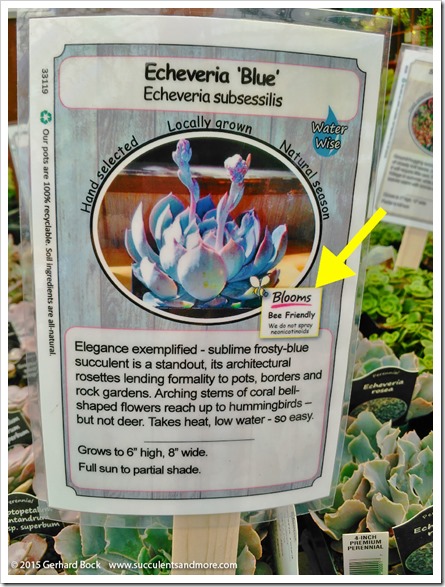 Echeveria 'Blue'
Echeveria subsessilis
33119
Our pots are 100% recyclable. Soil ingredients are all-natural.
Hand selected
Locally grown
Natural season
Water
Wise
Blooms
Bee Friendly
We do not spray
neonicatinoids
Elegance exemplified - sublime frosty-blue
succulent is a standout, its architectural
rosettes lending formality to pots, borders and
rock gardens. Arching stems of coral bell-
shaped flowers reach up to hummingbirds –
but not deer. Takes heat, low water - so easy.
Grows to 6" high, 8" wide.
Full sun to partial shade.
Echeveria
rosea
4-INCH
PREMIUM
PERENNIAL
© 2015 Gerhard Bock www.succulentsandmore.com